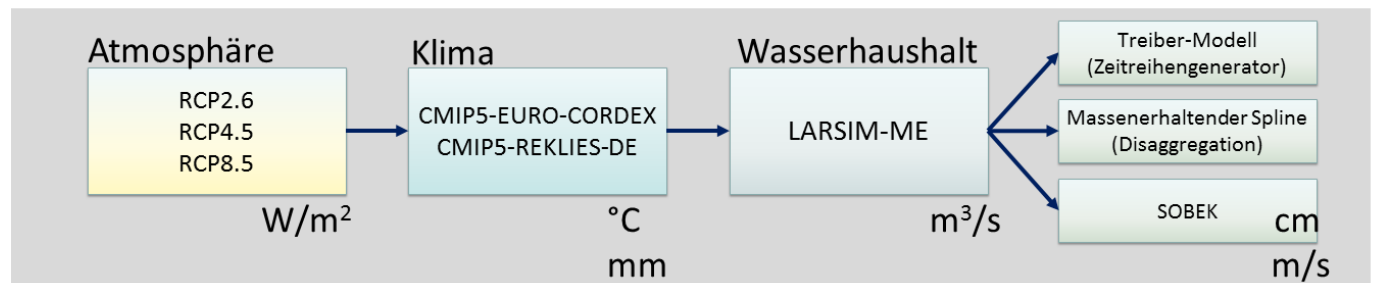 Atmosphäre
RCP2.6
RCP4.5
RCP8.5
W/m²
Klima
CMIP5-EURO-CORDEX
CMIP5-REKLIES-DE
°C
mm
Wasserhaushalt
LARSIM-ME
m³/s
Treiber-Modell
(Zeitreihengenerator)
Massenerhaltender Spline
(Disaggregation)
SOBEK
cm
m/s